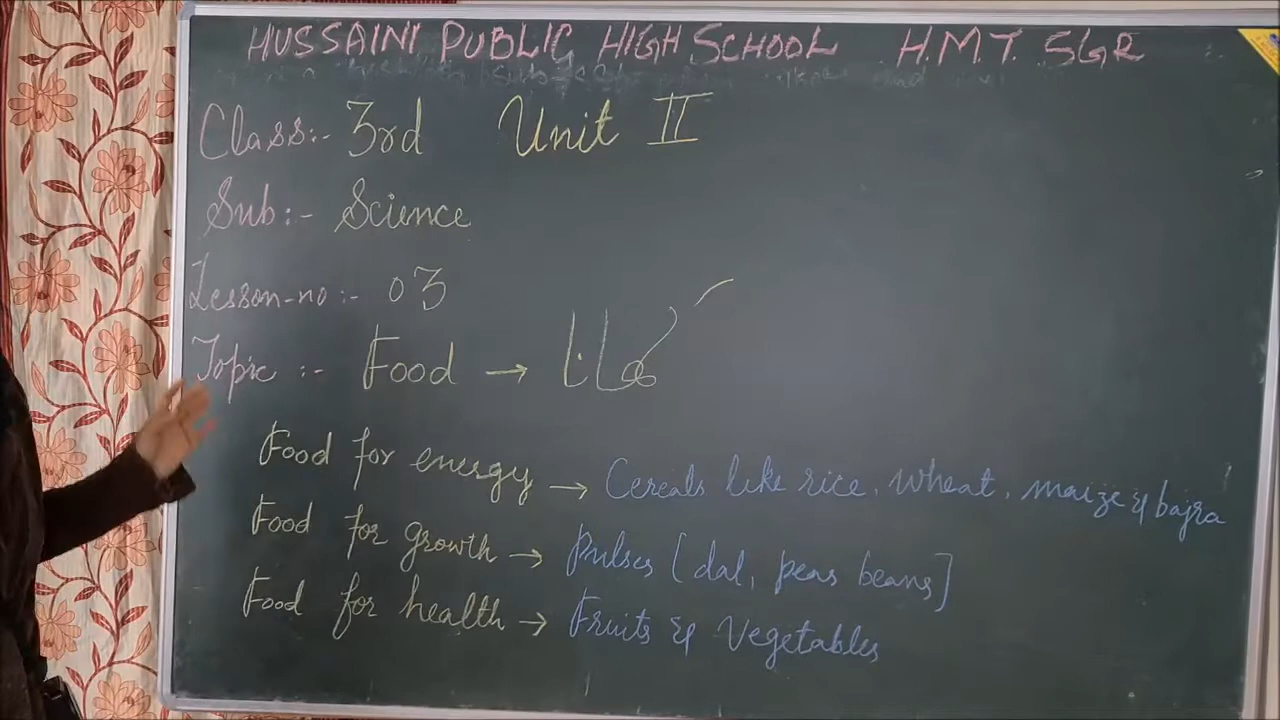 HUSSAINI PUBLIC HIGH SCHOOL H.M.T. SGR
Class:- 3rd Unit II
Sub:- Science
Lesson-no:- 03
Topic:- Food → کھانا
Food for energy → Cereals like rice, wheat, maize & bajra
Food for growth → Pulses [dal, peas beans]
Food for health → Fruits & Vegetables